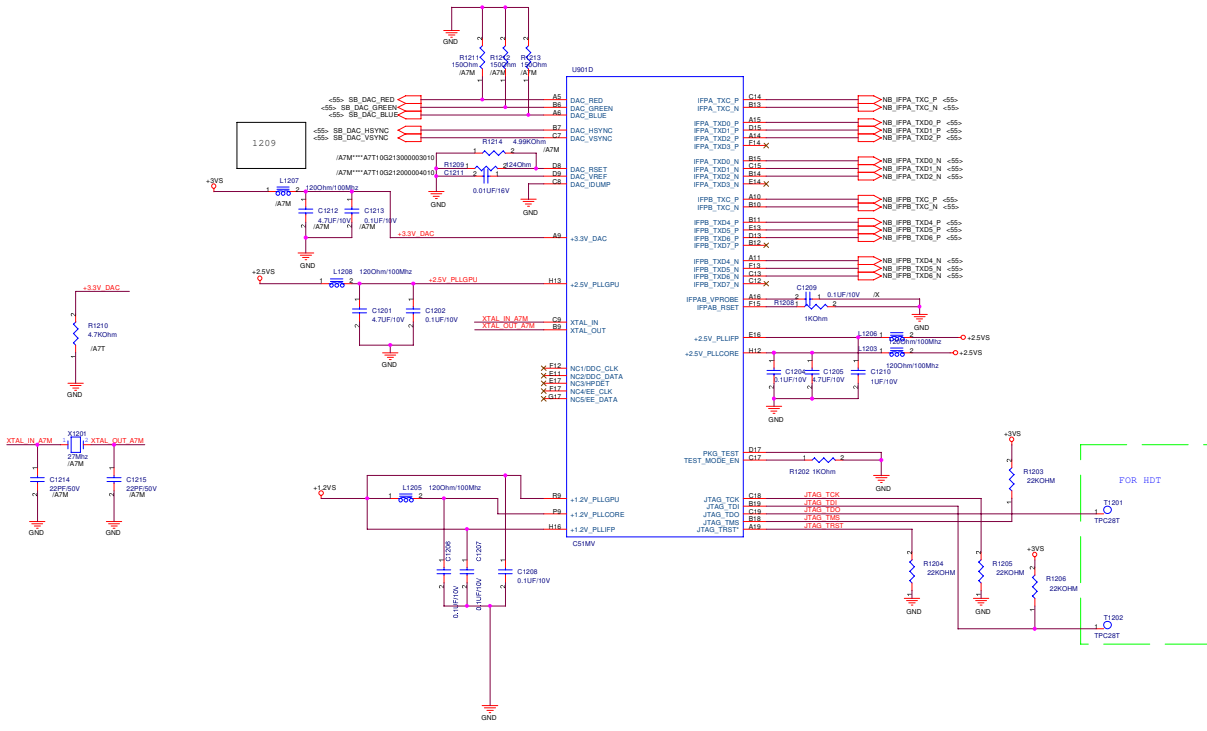 GND
R1211
150Ohm
/A7M
R1212
150Ohm
/A7M
R1213
150Ohm
/A7M
U901D
<55> SB_DAC_RED
<55> SB_DAC_GREEN
<55> SB_DAC_BLUE
<55> SB_DAC_HSYNC
<55> SB_DAC_VSYNC
A5 DAC_RED
B6 DAC_GREEN
A6 DAC_BLUE
B7 DAC_HSYNC
C7 DAC_VSYNC
1209
R1214 4.99KOhm
/A7M
/A7M****A7T10G213000003010
R1209 124Ohm
/A7M****A7T10G212000004010
C1211
0.01UF/16V
GND
GND
D8 DAC_RSET
D9 DAC_VREF
C8 DAC_IDUMP
+3VS
L1207
120Ohm/100Mhz
/A7M
C1212
4.7UF/10V
/A7M
C1213
0.1UF/10V
/A7M
GND
+3.3V_DAC
A9 +3.3V_DAC
+2.5VS
L1208 120Ohm/100Mhz
+2.5V_PLLGPU
H13 +2.5V_PLLGPU
C1201
4.7UF/10V
C1202
0.1UF/10V
GND
XTAL_IN_A7M
XTAL_OUT_A7M
C9 XTAL_IN
B9 XTAL_OUT
+3.3V_DAC
R1210
4.7KOhm
/A7T
GND
F12 NC1/DDC_CLK
E11 NC2/DDC_DATA
E17 NC3/HPDET
F17 NC4/EE_CLK
G17 NC5/EE_DATA
XTAL_IN_A7M
X1201
XTAL_OUT_A7M
27Mhz
/A7M
C1214
22PF/50V
/A7M
C1215
22PF/50V
/A7M
GND
GND
+1.2VS
L1205 120Ohm/100Mhz
R9 +1.2V_PLLGPU
P9 +1.2V_PLLCORE
H16 +1.2V_PLLIFP
C51MV
C1206
0.1UF/10V
C1207
0.1UF/10V
C1208
0.1UF/10V
GND
IFPA_TXC_P C14 NB_IFPA_TXC_P <55>
IFPA_TXC_N B13 NB_IFPA_TXC_N <55>
IFPA_TXD0_P A15 NB_IFPA_TXD0_P <55>
IFPA_TXD1_P D15 NB_IFPA_TXD1_P <55>
IFPA_TXD2_P A14 NB_IFPA_TXD2_P <55>
IFPA_TXD3_P F14
IFPA_TXD0_N B15 NB_IFPA_TXD0_N <55>
IFPA_TXD1_N C15 NB_IFPA_TXD1_N <55>
IFPA_TXD2_N B14 NB_IFPA_TXD2_N <55>
IFPA_TXD3_N E14
IFPB_TXC_P A10 NB_IFPB_TXC_P <55>
IFPB_TXC_N B10 NB_IFPB_TXC_N <55>
IFPB_TXD4_P B11 NB_IFPB_TXD4_P <55>
IFPB_TXD5_P E13 NB_IFPB_TXD5_P <55>
IFPB_TXD6_P D13 NB_IFPB_TXD6_P <55>
IFPB_TXD7_P B12
IFPB_TXD4_N A11 NB_IFPB_TXD4_N <55>
IFPB_TXD5_N F13 NB_IFPB_TXD5_N <55>
IFPB_TXD6_N C13 NB_IFPB_TXD6_N <55>
IFPB_TXD7_N C12
IFPAB_VPROBE A16
IFPAB_RSET F15
C1209
0.1UF/10V /X
R1208
1KOhm
GND
+2.5V_PLLIFP E16
+2.5V_PLLCORE H12
L1206
120Ohm/100Mhz
+2.5VS
L1203
120Ohm/100Mhz
+2.5VS
C1204
0.1UF/10V
C1205
4.7UF/10V
C1210
1UF/10V
GND
PKG_TEST D17
TEST_MODE_EN C17
R1202 1KOhm
GND
JTAG_TCK C18 JTAG_TCK
JTAG_TDI B19 JTAG_TDI
JTAG_TDO C19 JTAG_TDO
JTAG_TMS B18 JTAG_TMS
JTAG_TRST* A19 JTAG_TRST
+3VS
R1203
22KOHM
FOR HDT
T1201
TPC28T
R1204
22KOHM
GND
R1205
22KOHM
GND
+3VS
R1206
22KOHM
T1202
TPC28T